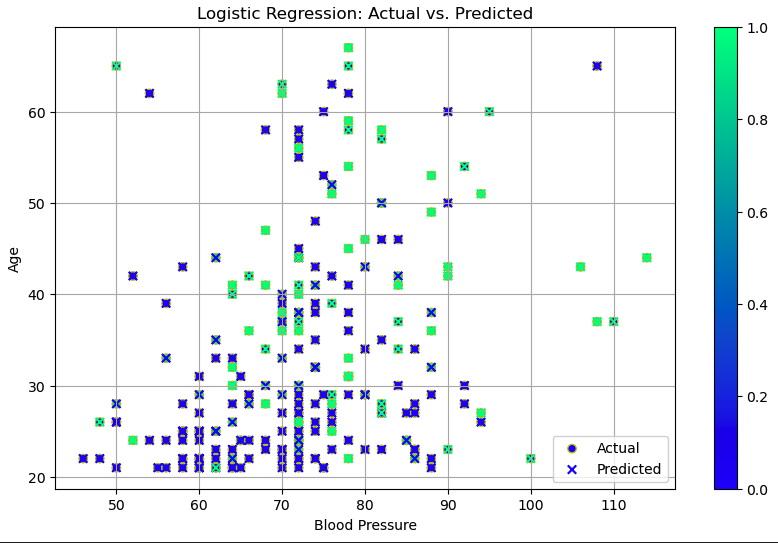 Logistic Regression: Actual vs. Predicted
Age
60
50
40
30
20
50 60 70 80 90 100 110
Blood Pressure
Actual
Predicted
1.0
0.8
0.6
0.4
0.2
0.0